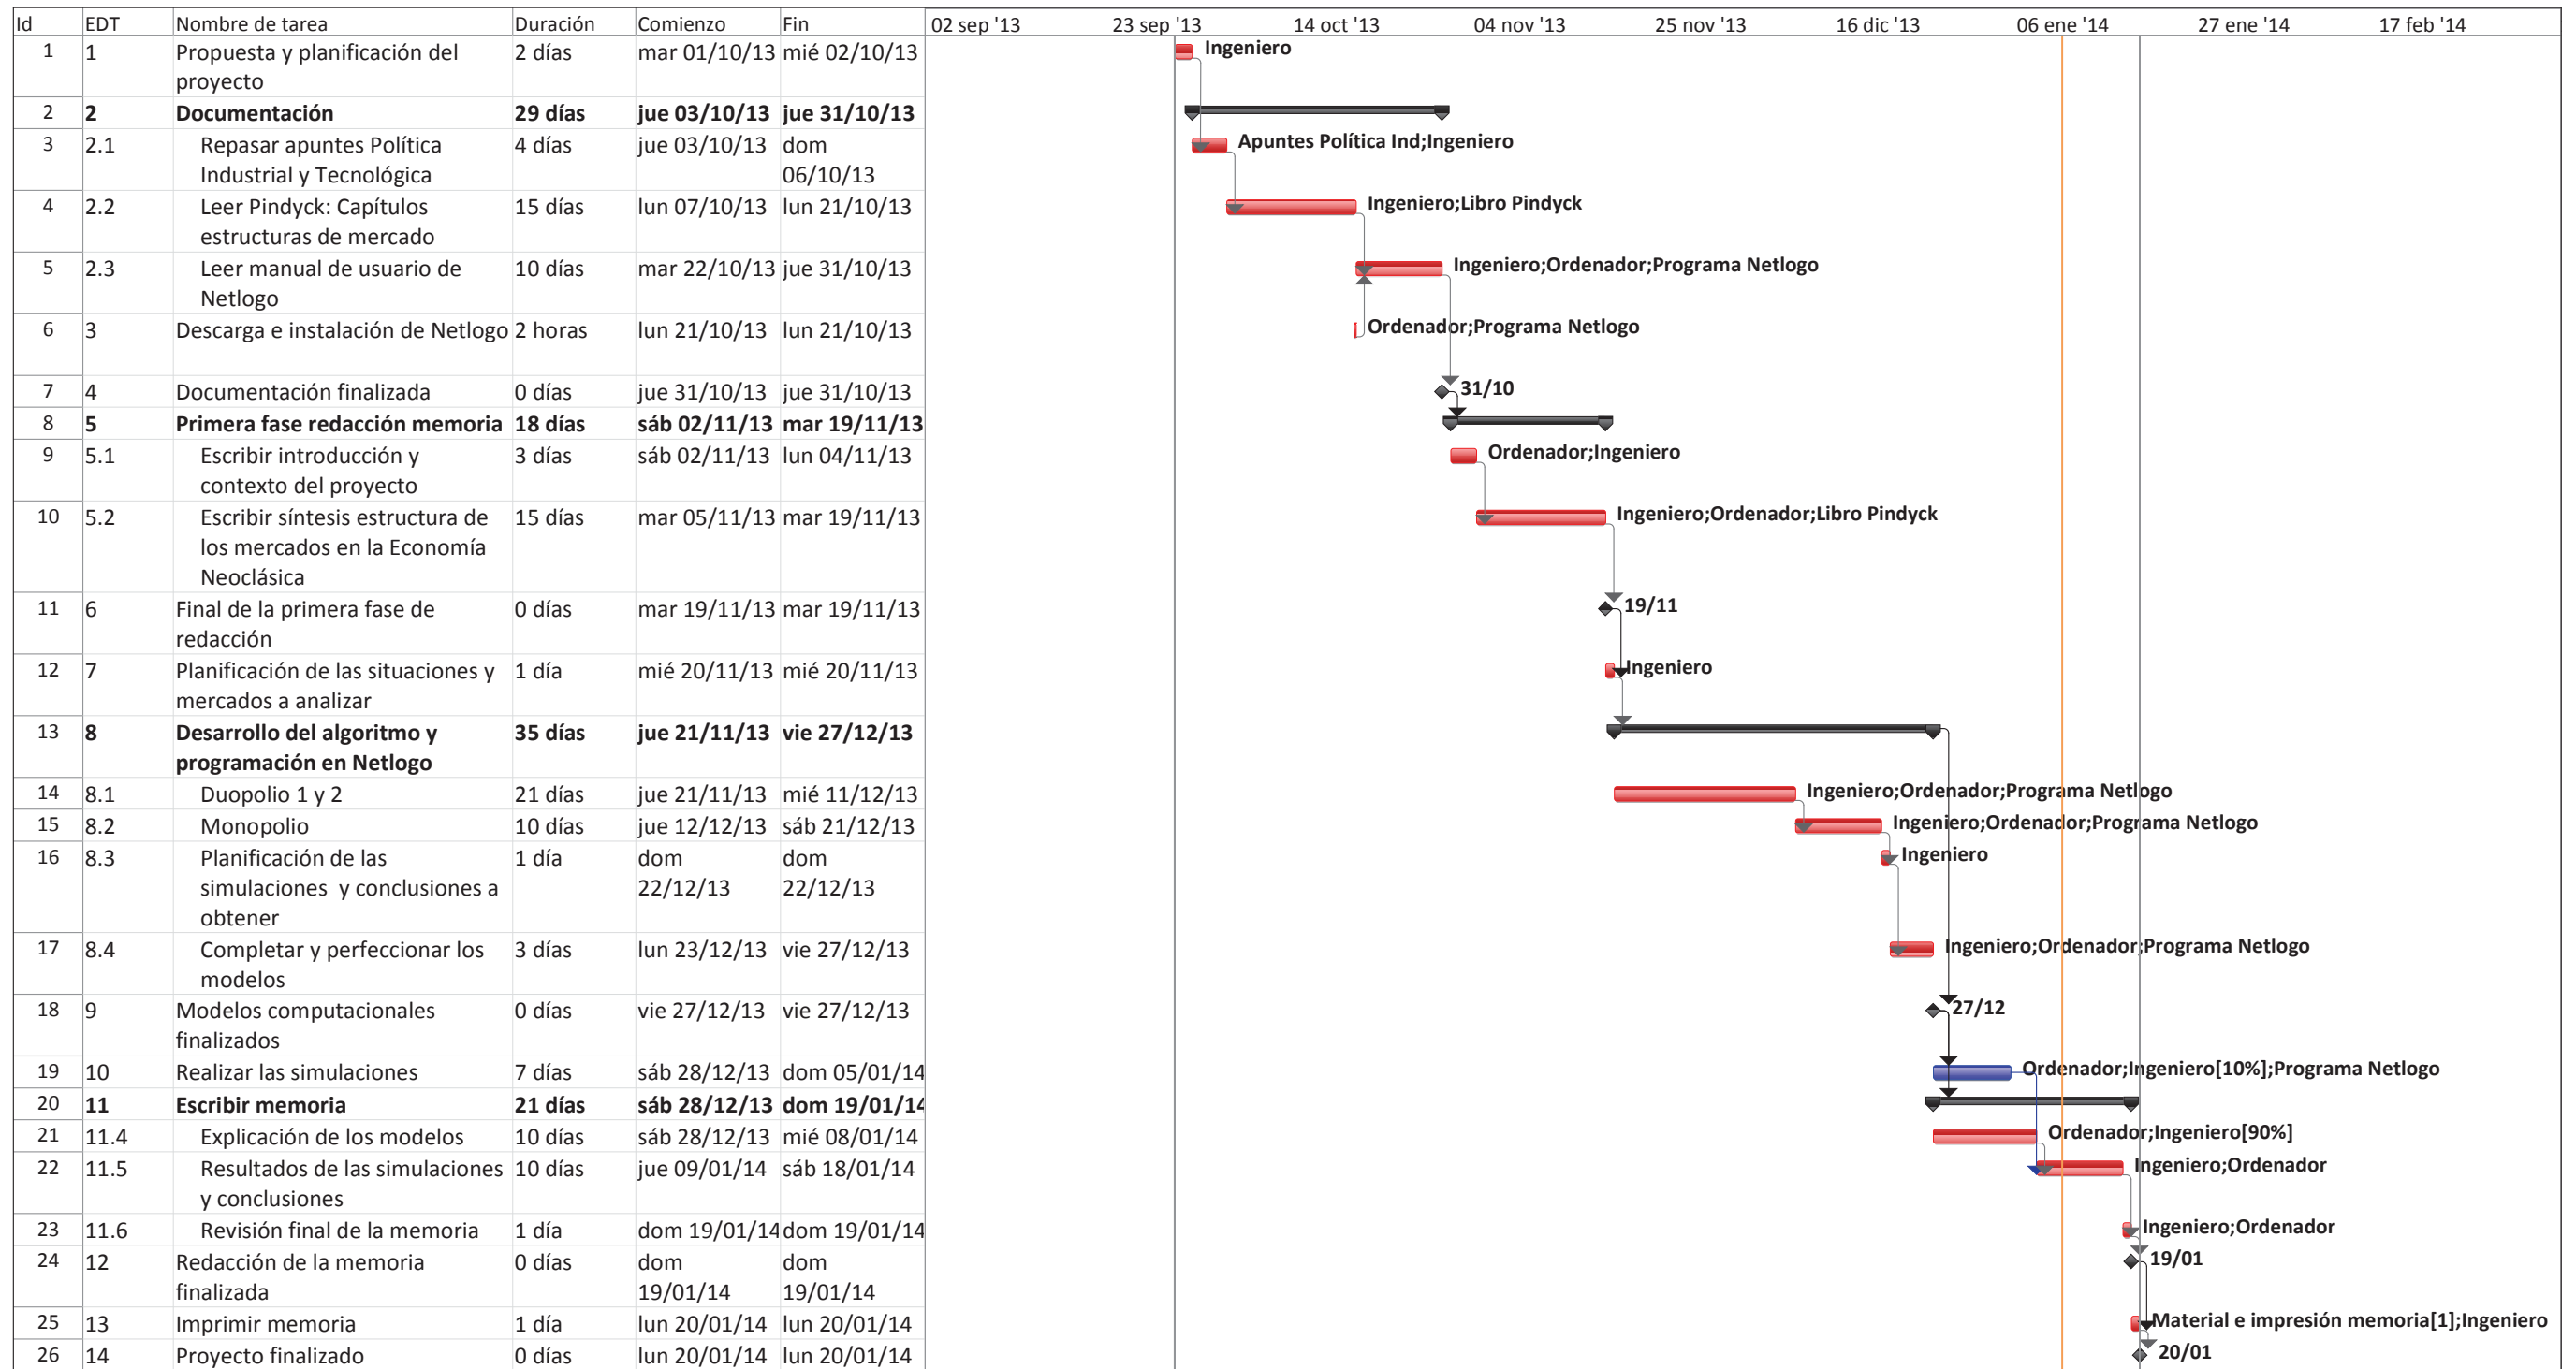 Id EDT Nombre de tarea Duración Comienzo Fin 02 sep '13 23 sep '13 14 oct '13 04 nov '13 25 nov '13 16 dic '13 06 ene '14 27 ene '14 17 feb '14
1 1 Propuesta y planificación del 2 días mar 01/10/13 mié 02/10/13 Ingeniero
proyecto
2 2 Documentación 29 días jue 03/10/13 jue 31/10/13
3 2.1 Repasar apuntes Política 4 días jue 03/10/13 dom Apuntes Política Ind;Ingeniero
Industrial y Tecnológica 06/10/13
4 2.2 Leer Pindyck: Capítulos 15 días lun 07/10/13 lun 21/10/13 Ingeniero;Libro Pindyck
estructuras de mercado
5 2.3 Leer manual de usuario de 10 días mar 22/10/13 jue 31/10/13 Ingeniero;Ordenador;Programa Netlogo
Netlogo
6 3 Descarga e instalación de Netlogo 2 horas lun 21/10/13 lun 21/10/13 Ordenador;Programa Netlogo
7 4 Documentación finalizada 0 días jue 31/10/13 jue 31/10/13 31/10
8 5 Primera fase redacción memoria 18 días sáb 02/11/13 mar 19/11/13
9 5.1 Escribir introducción y 3 días sáb 02/11/13 lun 04/11/13 Ordenador;Ingeniero
contexto del proyecto
10 5.2 Escribir síntesis estructura de 15 días mar 05/11/13 mar 19/11/13 Ingeniero;Ordenador;Libro Pindyck
los mercados en la Economía
Neoclásica
11 6 Final de la primera fase de 0 días mar 19/11/13 mar 19/11/13 19/11
redacción
12 7 Planificación de las situaciones y 1 día mié 20/11/13 mié 20/11/13 Ingeniero
mercados a analizar
13 8 Desarrollo del algoritmo y 35 días jue 21/11/13 vie 27/12/13
programación en Netlogo
14 8.1 Duopolio 1 y 2 21 días jue 21/11/13 mié 11/12/13 Ingeniero;Ordenador;Programa Netlogo
15 8.2 Monopolio 10 días jue 12/12/13 sáb 21/12/13 Ingeniero;Ordenador;Programa Netlogo
16 8.3 Planificación de las 1 día dom dom Ingeniero
simulaciones y conclusiones a 22/12/13 22/12/13
obtener
17 8.4 Completar y perfeccionar los 3 días lun 23/12/13 vie 27/12/13 Ingeniero;Ordenador;Programa Netlogo
modelos
18 9 Modelos computacionales 0 días vie 27/12/13 vie 27/12/13 27/12
finalizados
19 10 Realizar las simulaciones 7 días sáb 28/12/13 dom 05/01/14 Ordenador;Ingeniero[10%];Programa Netlogo
20 11 Escribir memoria 21 días sáb 28/12/13 dom 19/01/14
21 11.4 Explicación de los modelos 10 días sáb 28/12/13 mié 08/01/14 Ordenador;Ingeniero[90%]
22 11.5 Resultados de las simulaciones 10 días jue 09/01/14 sáb 18/01/14 Ingeniero;Ordenador
y conclusiones
23 11.6 Revisión final de la memoria 1 día dom 19/01/14 dom 19/01/14 Ingeniero;Ordenador
24 12 Redacción de la memoria 0 días dom dom 19/01
finalizada 19/01/14 19/01/14
25 13 Imprimir memoria 1 día lun 20/01/14 lun 20/01/14 Material e impresión memoria[1];Ingeniero
26 14 Proyecto finalizado 0 días lun 20/01/14 lun 20/01/14 20/01